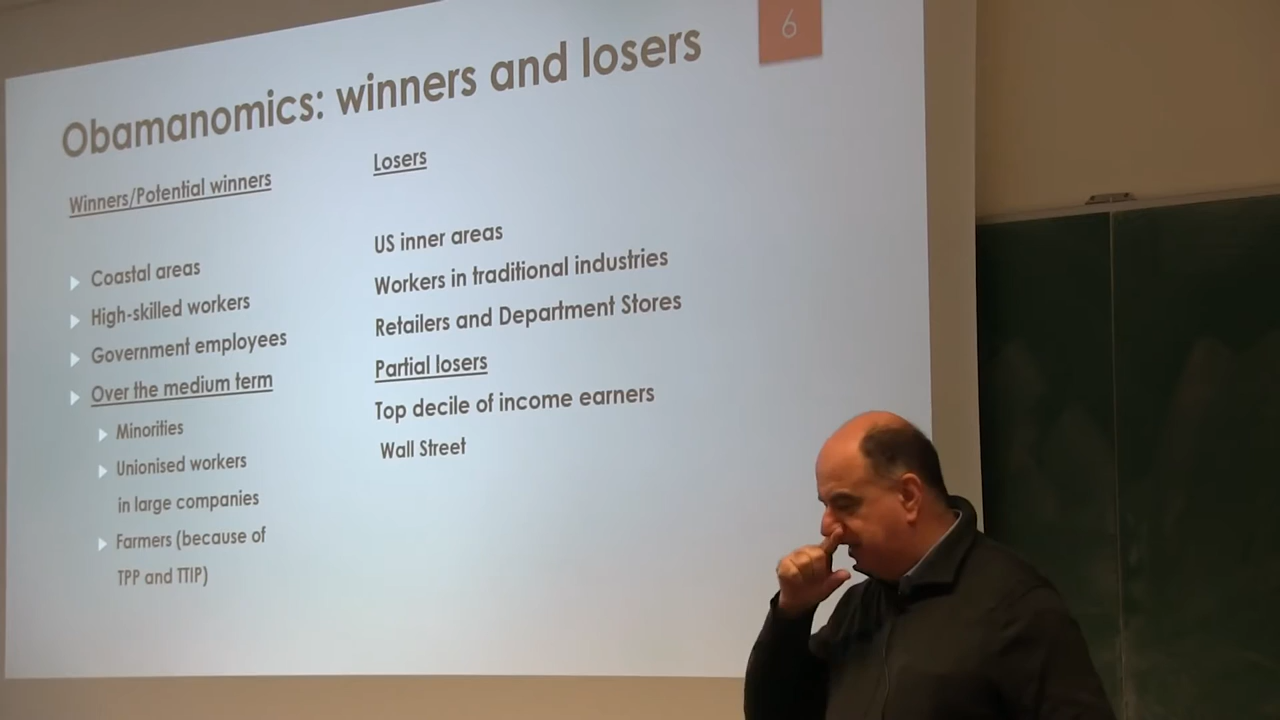 6
Obamanomics: winners and losers
Winners/Potential winners
Coastal areas
High-skilled workers
Government employees
Over the medium term
Minorities
Unionised workers
in large companies
Farmers (because of
TPP and TTIP)
Losers
US inner areas
Workers in traditional industries
Retailers and Department Stores
Partial losers
Top decile of income earners
Wall Street